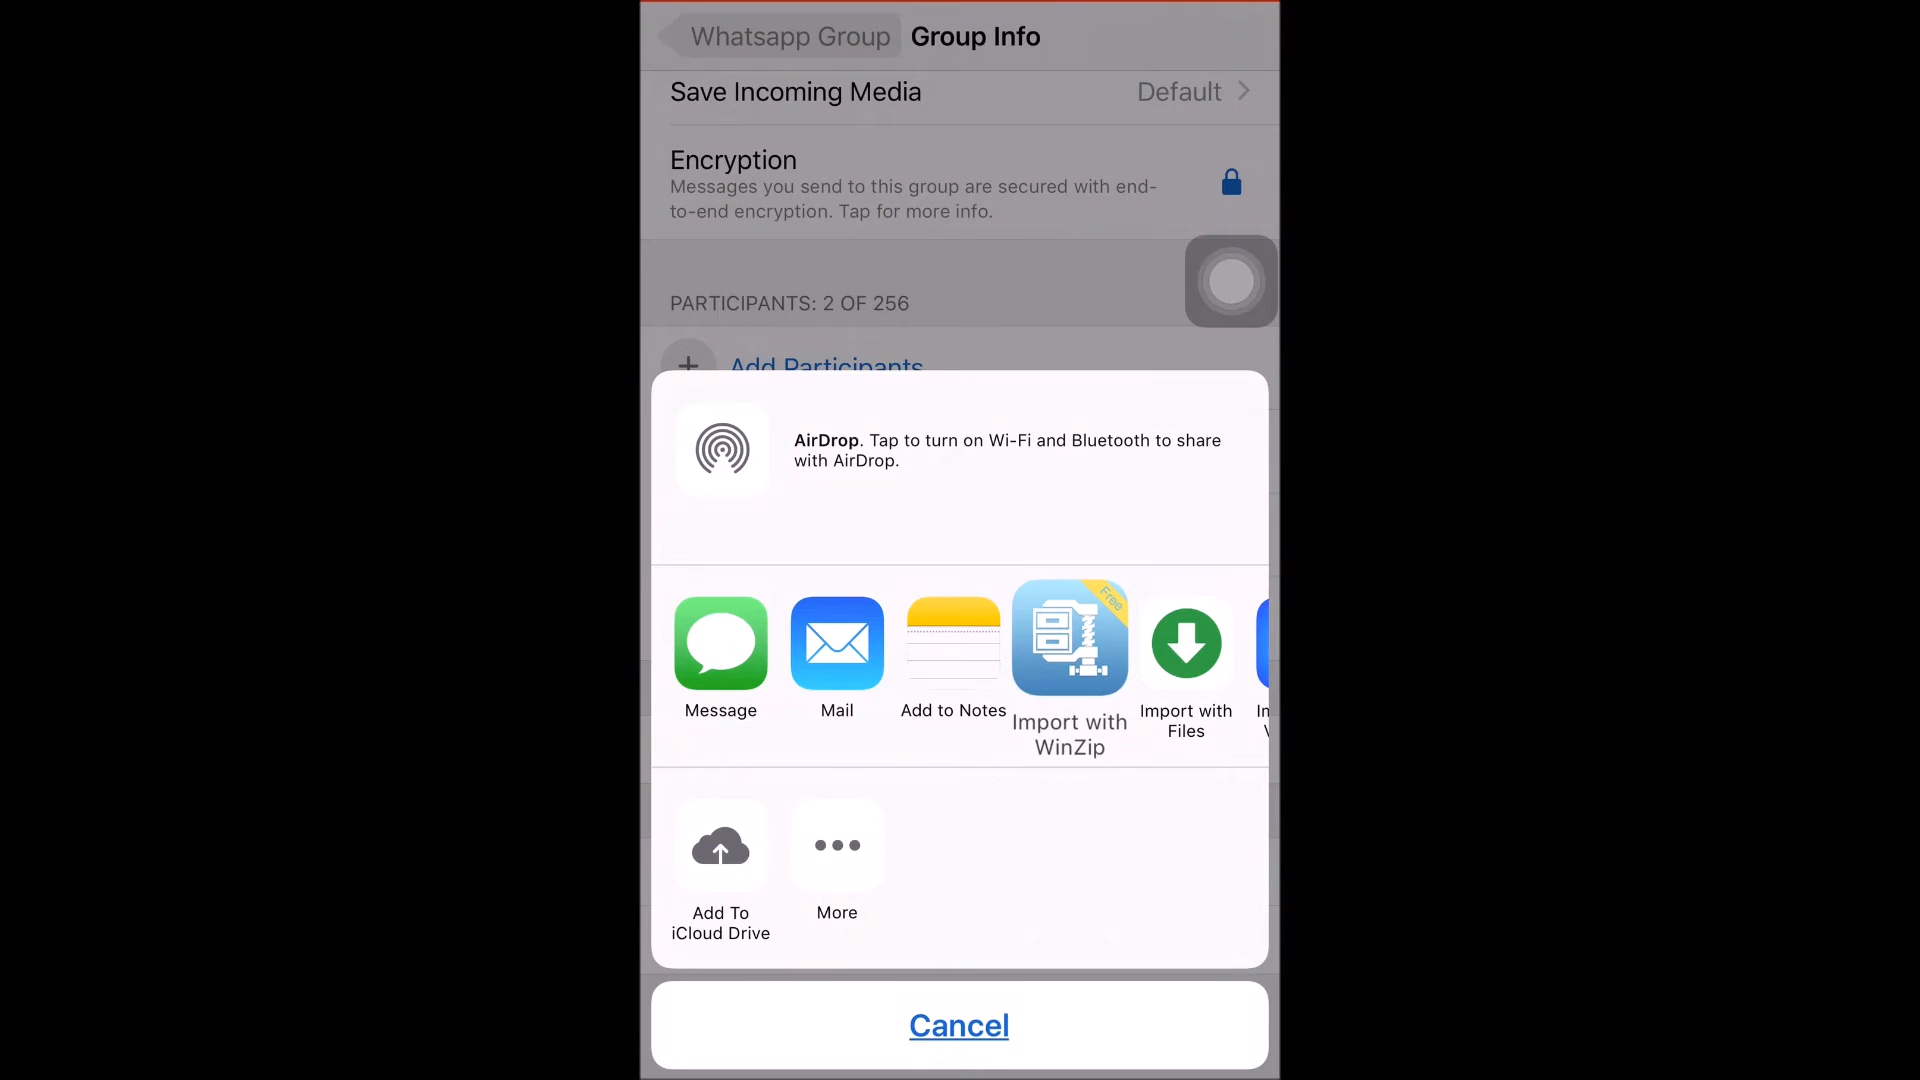 Whatsapp Group Group Info
Save Incoming Media Default
Encryption
Messages you send to this group are secured with end-
to-end encryption. Tap for more info.
PARTICIPANTS: 2 OF 256
Add Participants
AirDrop. Tap to turn on Wi-Fi and Bluetooth to share
with AirDrop.
Free
Message Mail Add to Notes Import with Import with
WinZip Files
Add To More
iCloud Drive
Cancel